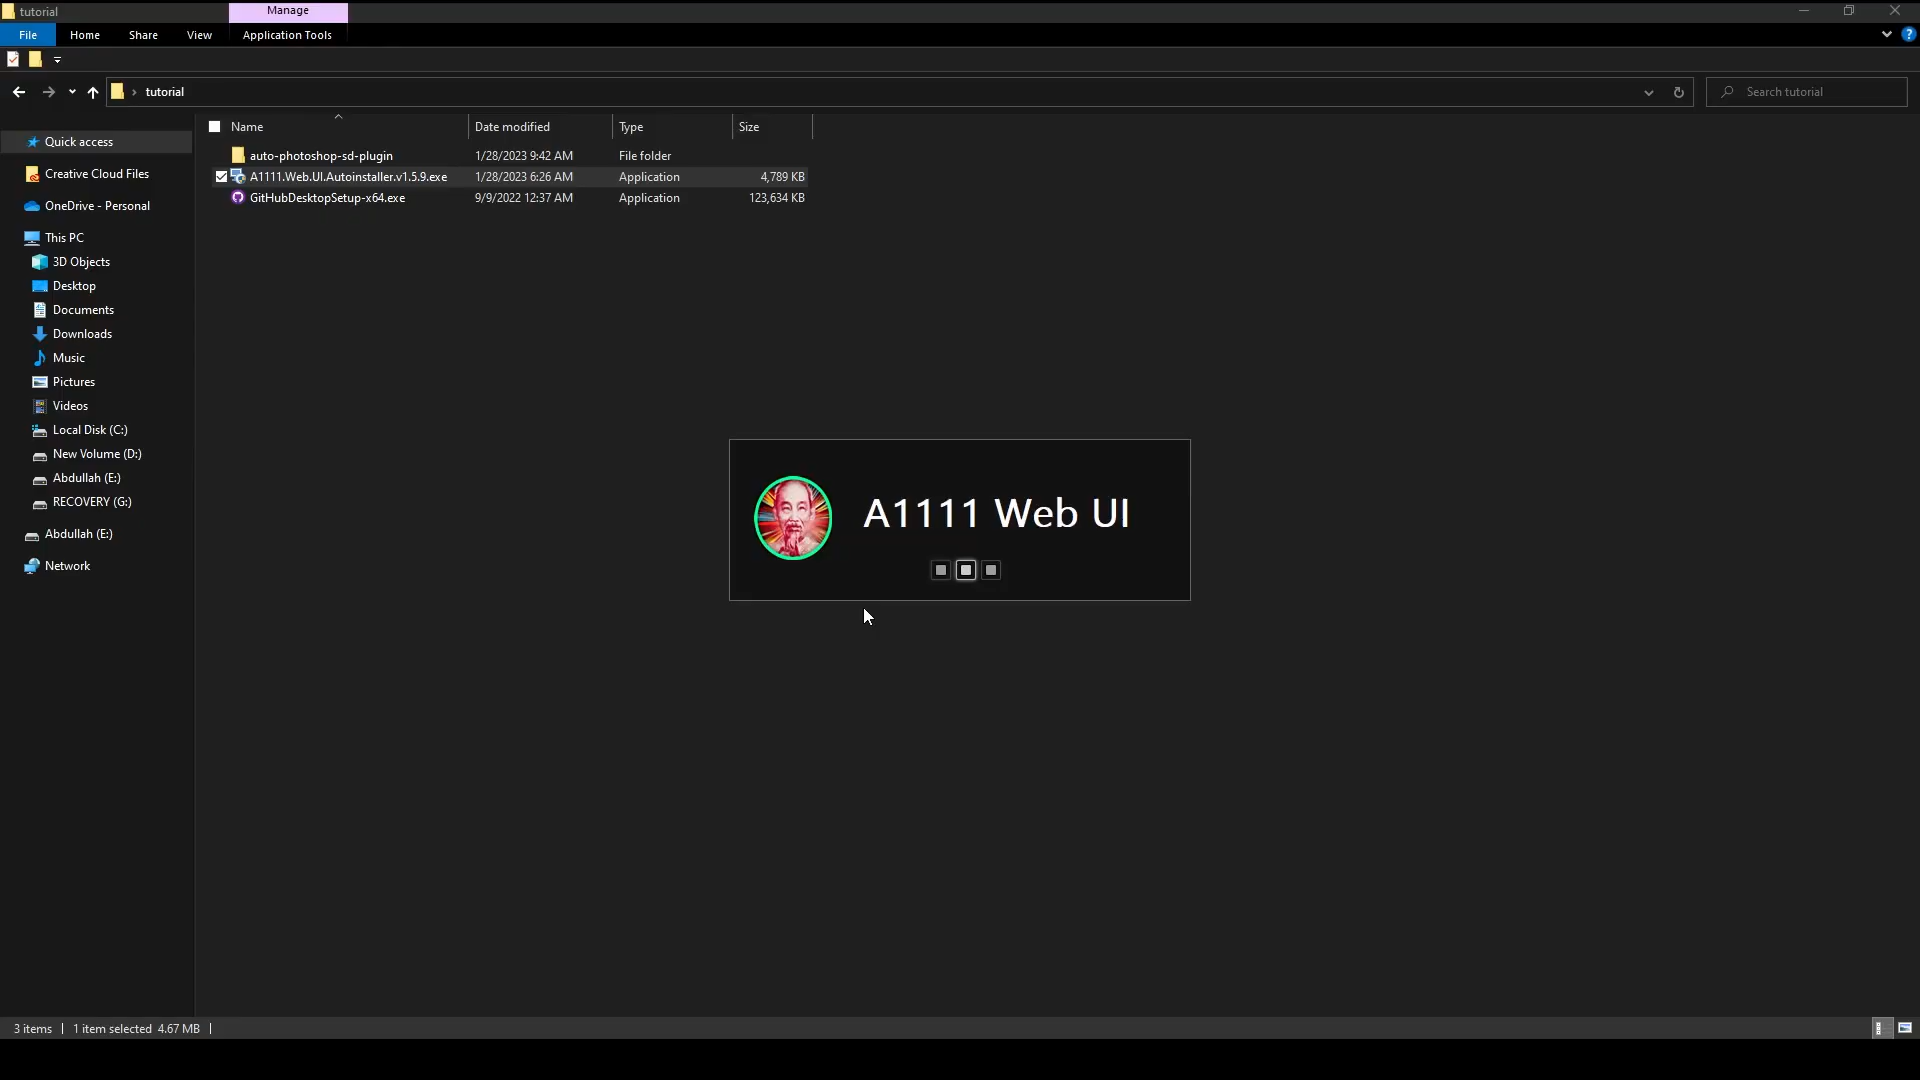 tutorial
Manage
File
Home
Share
View
Application Tools
?
tutorial
Search tutorial
Name
Date modified
Type
Size
Quick access
auto-photoshop-sd-plugin
1/28/2023 9:42 AM
File folder
A1111.Web.UI.Autoinstaller.v1.5.9.exe
1/28/2023 6:26 AM
Application
4,789 KB
GitHubDesktopSetup-x64.exe
9/9/2022 12:37 AM
Application
123,634 KB
Creative Cloud Files
OneDrive - Personal
This PC
3D Objects
Desktop
Documents
Downloads
Music
Pictures
Videos
Local Disk (C:)
New Volume (D:)
Abdullah (E:)
RECOVERY (G:)
Abdullah (E:)
Network
A1111 Web UI
3 items
1 item selected 4.67 MB